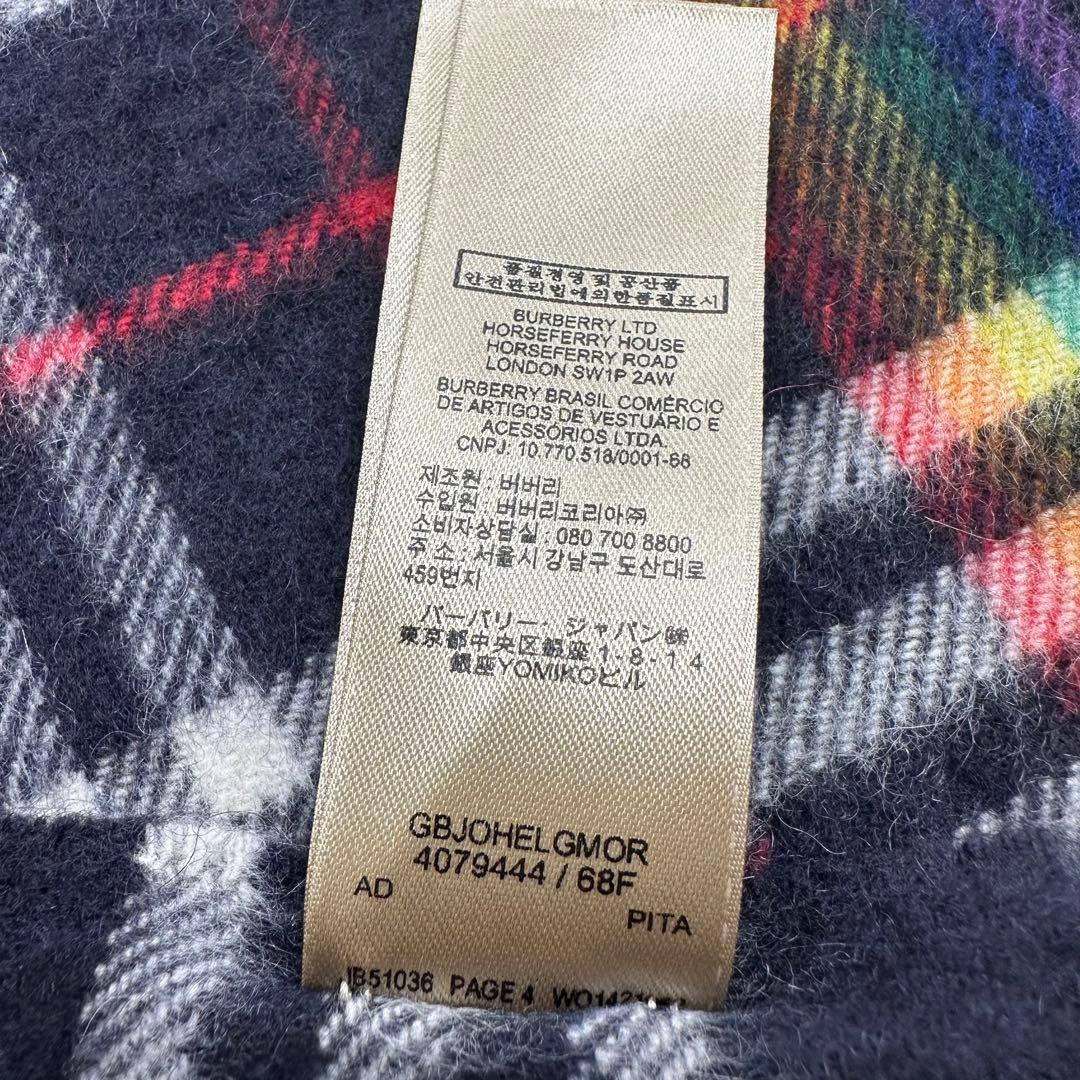 품질경영 및 공산품
안전관리법에의한품질표시
BURBERRY LTD
HORSEFERRY HOUSE
HORSEFERRY ROAD
LONDON SW1P 2AW
BURBERRY BRASIL COMÉRCIO
DE ARTIGOS DE VESTUÁRIO E
ACESSÓRIOS LTDA.
CNPJ: 10.770.518/0001-66
제조원 : 버버리
수입원 : 버버리코리아㈜
소비자상담실 : 080 700 8800
주 소 : 서울시 강남구 도산대로
459번지
バーバリー・ジャパン㈱
東京都中央区銀座1-8-14
銀座YOMIKOビル
GBJOHELGMOR
4079444 / 68F
AD
PITA
IB51036 PAGE 4